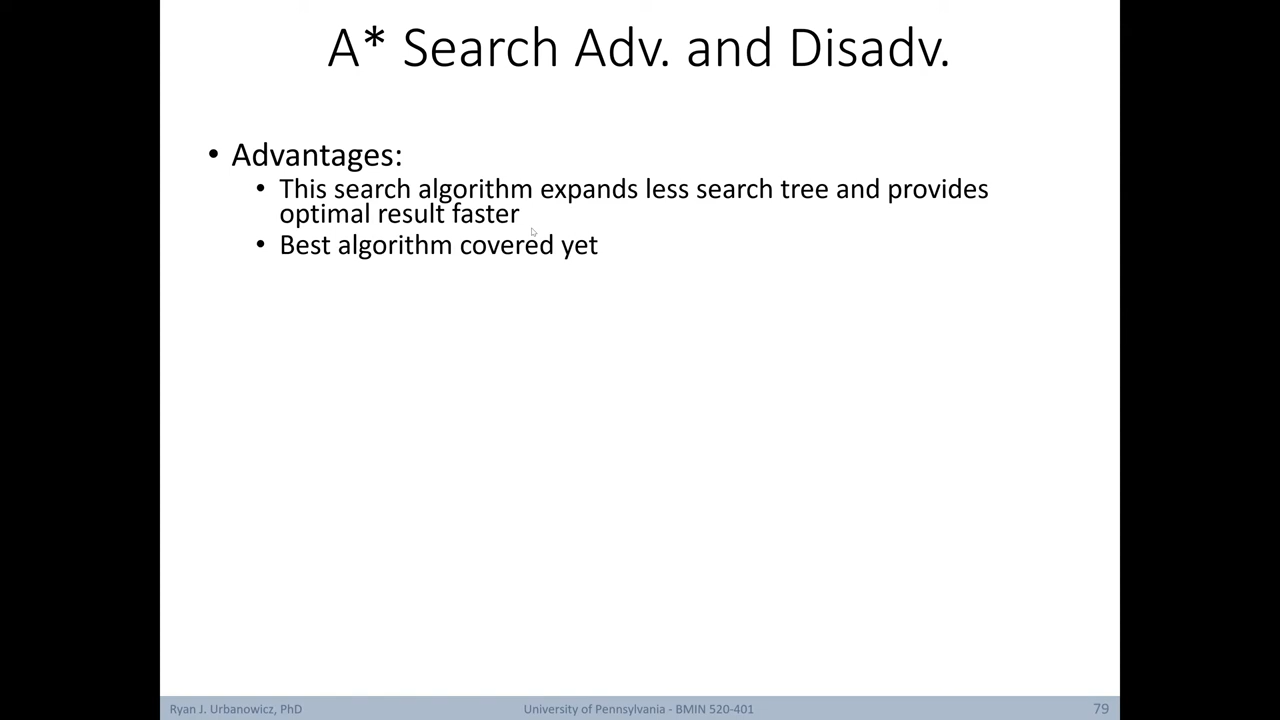 A* Search Adv. and Disadv.
• Advantages:
• This search algorithm expands less search tree and provides
optimal result faster
• Best algorithm covered yet
Ryan J. Urbanowicz, PhD
University of Pennsylvania - BMIN 520-401
79